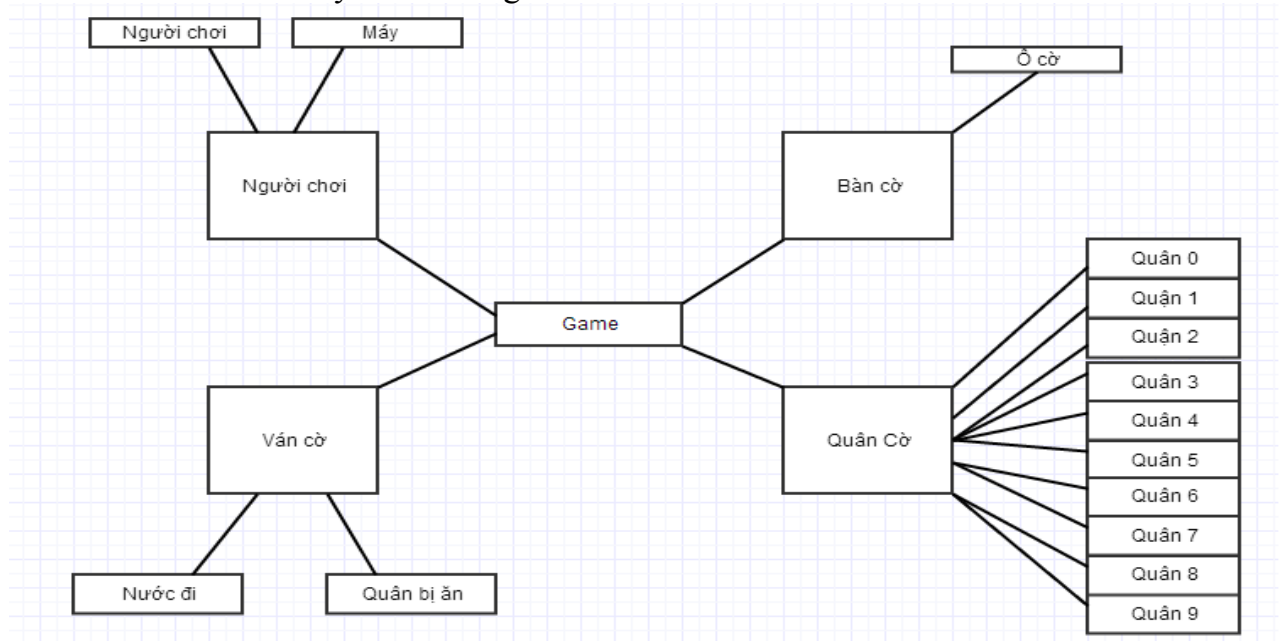 Người chơi
Máy
Ô cờ
Người chơi
Bàn cờ
Quân 0
Quận 1
Quân 2
Game
Quân 3
Ván cờ
Quân Cờ
Quân 4
Quân 5
Quân 6
Quân 7
Nước đi
Quân bị ăn
Quân 8
Quân 9